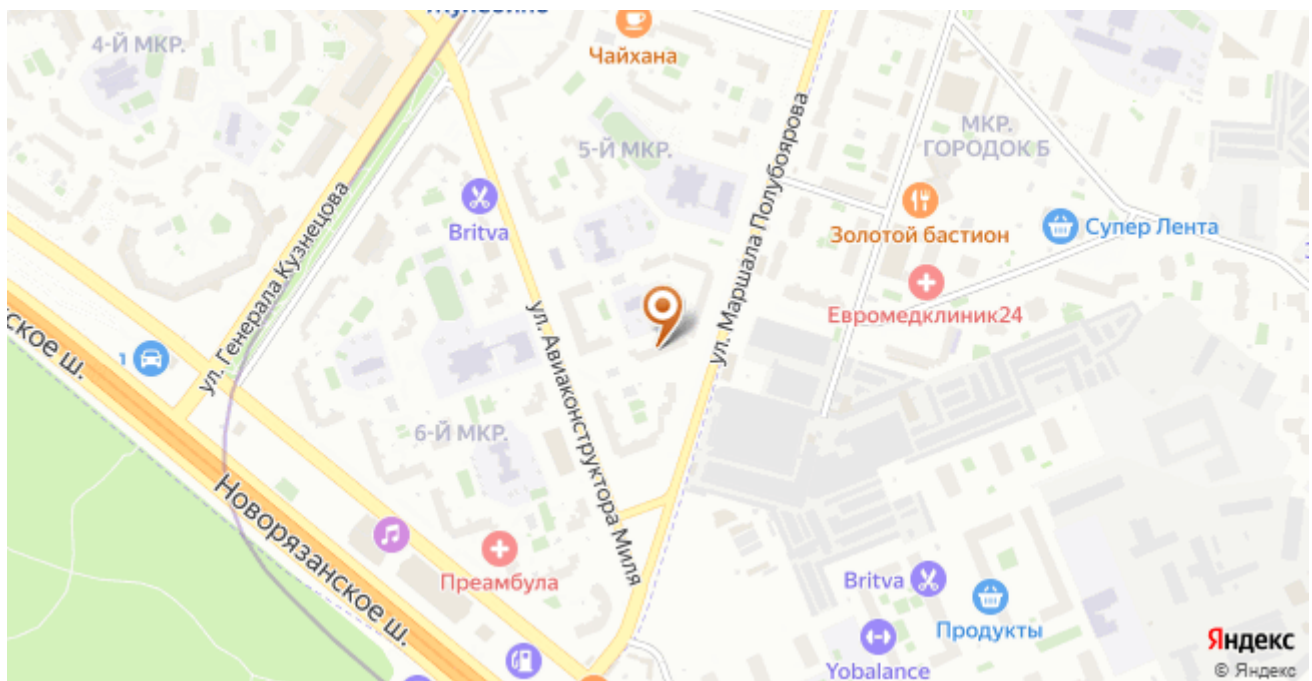 Жулебино
4-Й МКР.
Чайхана
МКР.
ГОРОДОК Б
5-Й МКР.
ул. Маршала Полубоярова
ул. Генерала Кузнецова
Britva
Золотой бастион
Супер Лента
Евромедклиник24
ское ш.
ул. Авиаконструктора Миля
6-Й МКР.
Новорязанское ш.
Преамбула
Britva
Продукты
Yobalance
Яндекс
© Яндекс